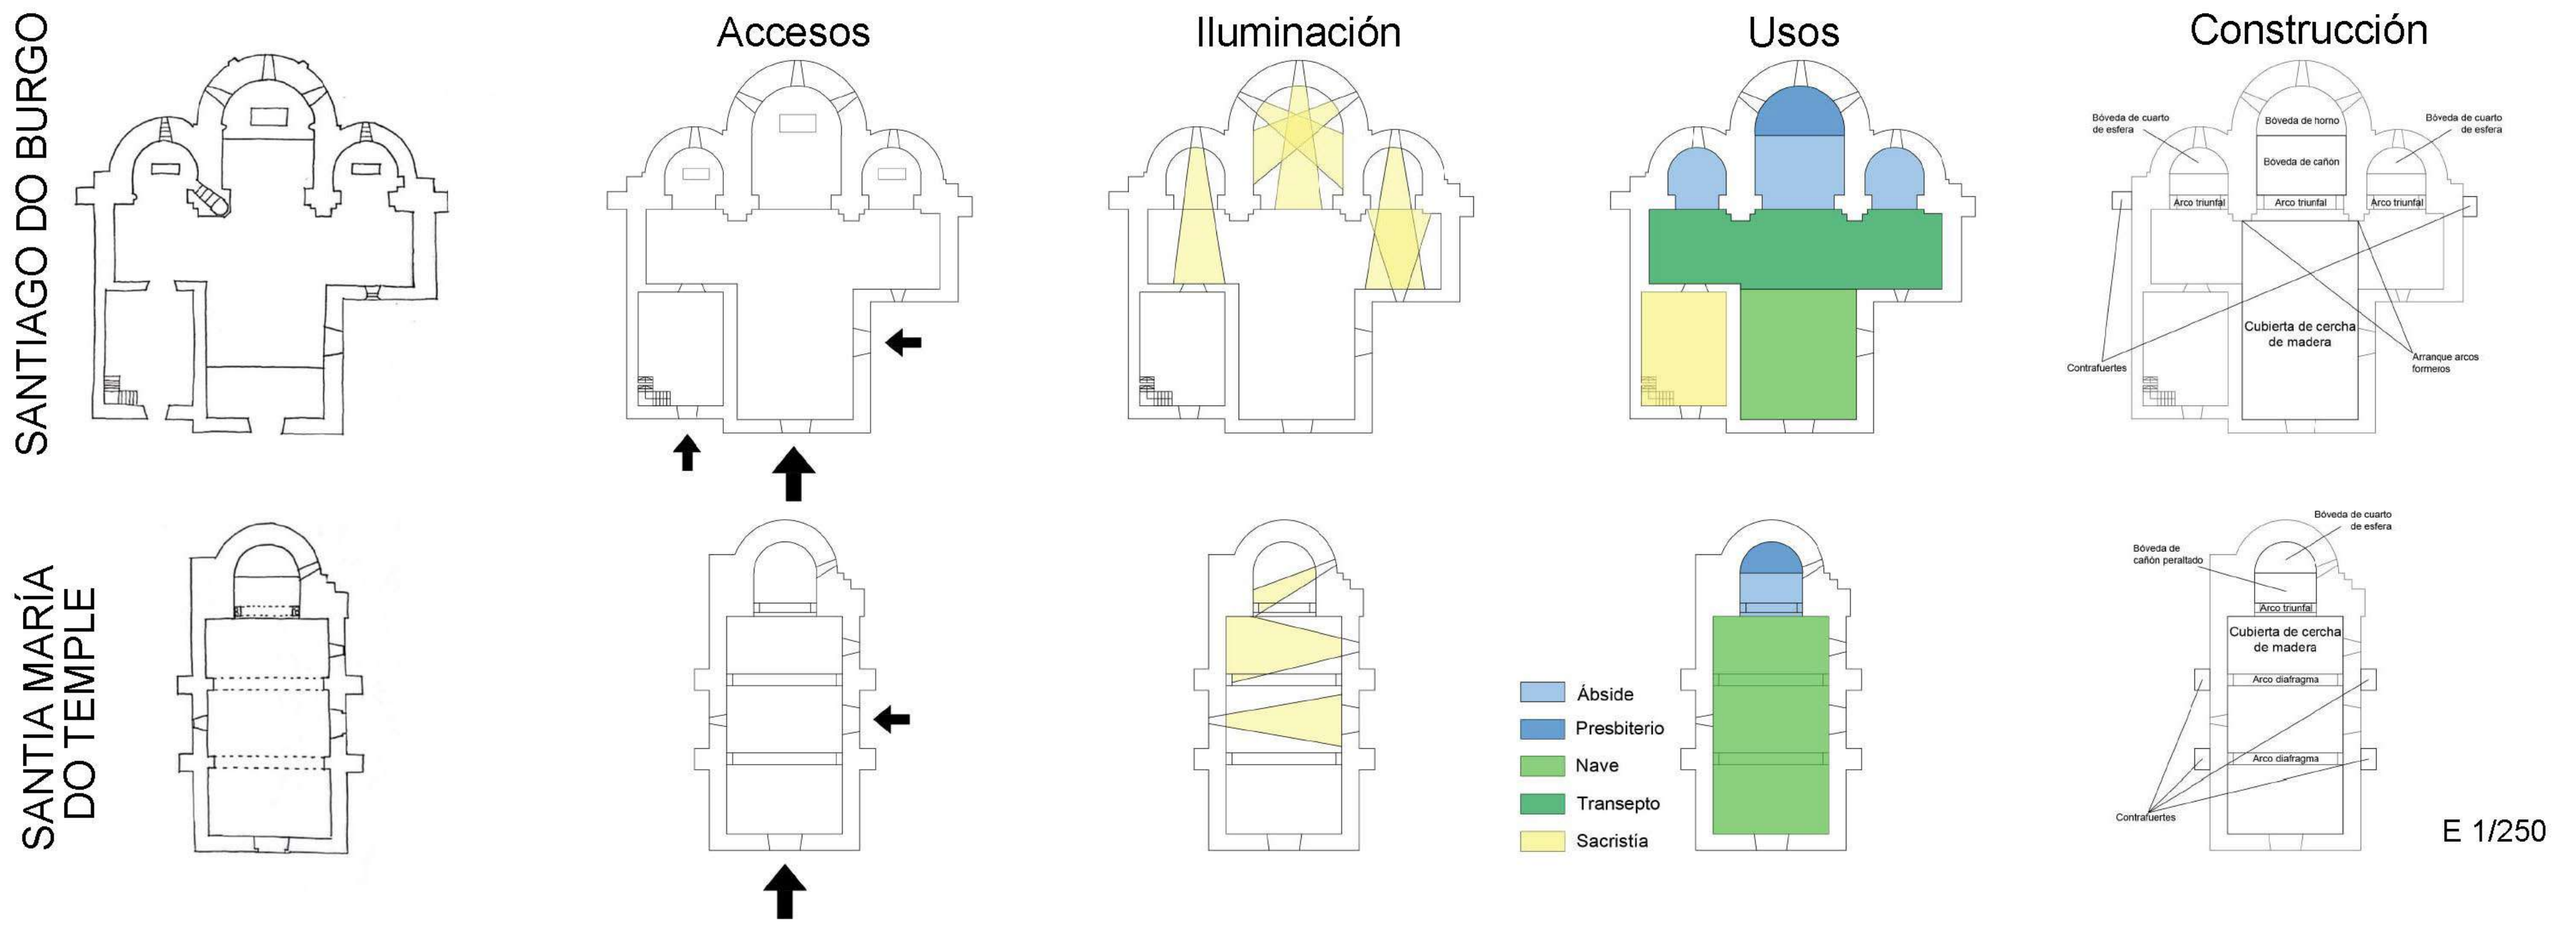 SANTIAGO DO BURGO
Accesos
Iluminación
Usos
Construcción
Bóveda de cuarto
de esfera
Bóveda de horno
Bóveda de cuarto
de esfera
Bóveda de cañón
Arco triunfal
Arco triunfal
Arco triunfal
Cubierta de cercha
de madera
Contrafuertes
Arranque arcos
formeros
SANTIA MARÍA
DO TEMPLE
Ábside
Presbiterio
Nave
Transepto
Sacristía
Bóveda de cuarto
de esfera
Bóveda de
cañón peraltado
Arco triunfal
Cubierta de cercha
de madera
Arco diafragma
Arco diafragma
Contrafuertes
E 1/250